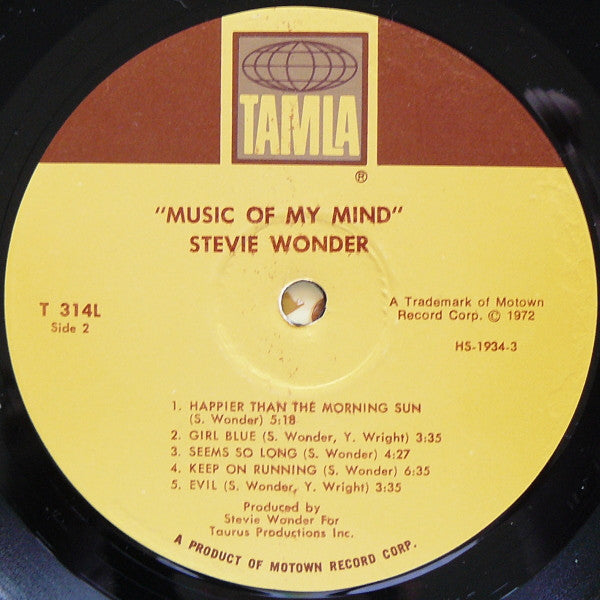 TAMLA
®
"MUSIC OF MY MIND"
STEVIE WONDER
T 314L
Side 2
A Trademark of Motown
Record Corp. © 1972
HS-1934-3
1. HAPPIER THAN THE MORNING SUN
(S. Wonder) 5:18
2. GIRL BLUE (S. Wonder, Y. Wright) 3:35
3. SEEMS SO LONG (S. Wonder) 4:27
4. KEEP ON RUNNING (S. Wonder) 6:35
5. EVIL (S. Wonder, Y. Wright) 3:35
Produced by
Stevie Wonder For
Taurus Productions Inc.
A PRODUCT OF MOTOWN RECORD CORP.